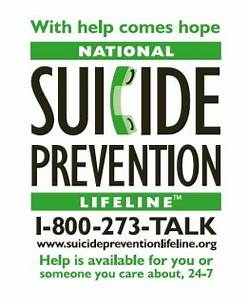 With help comes hope
NATIONAL
SUICIDE
PREVENTION
LIFELINE™
1-800-273-TALK
www.suicidepreventionlifeline.org
Help is available for you or
someone you care about, 24-7